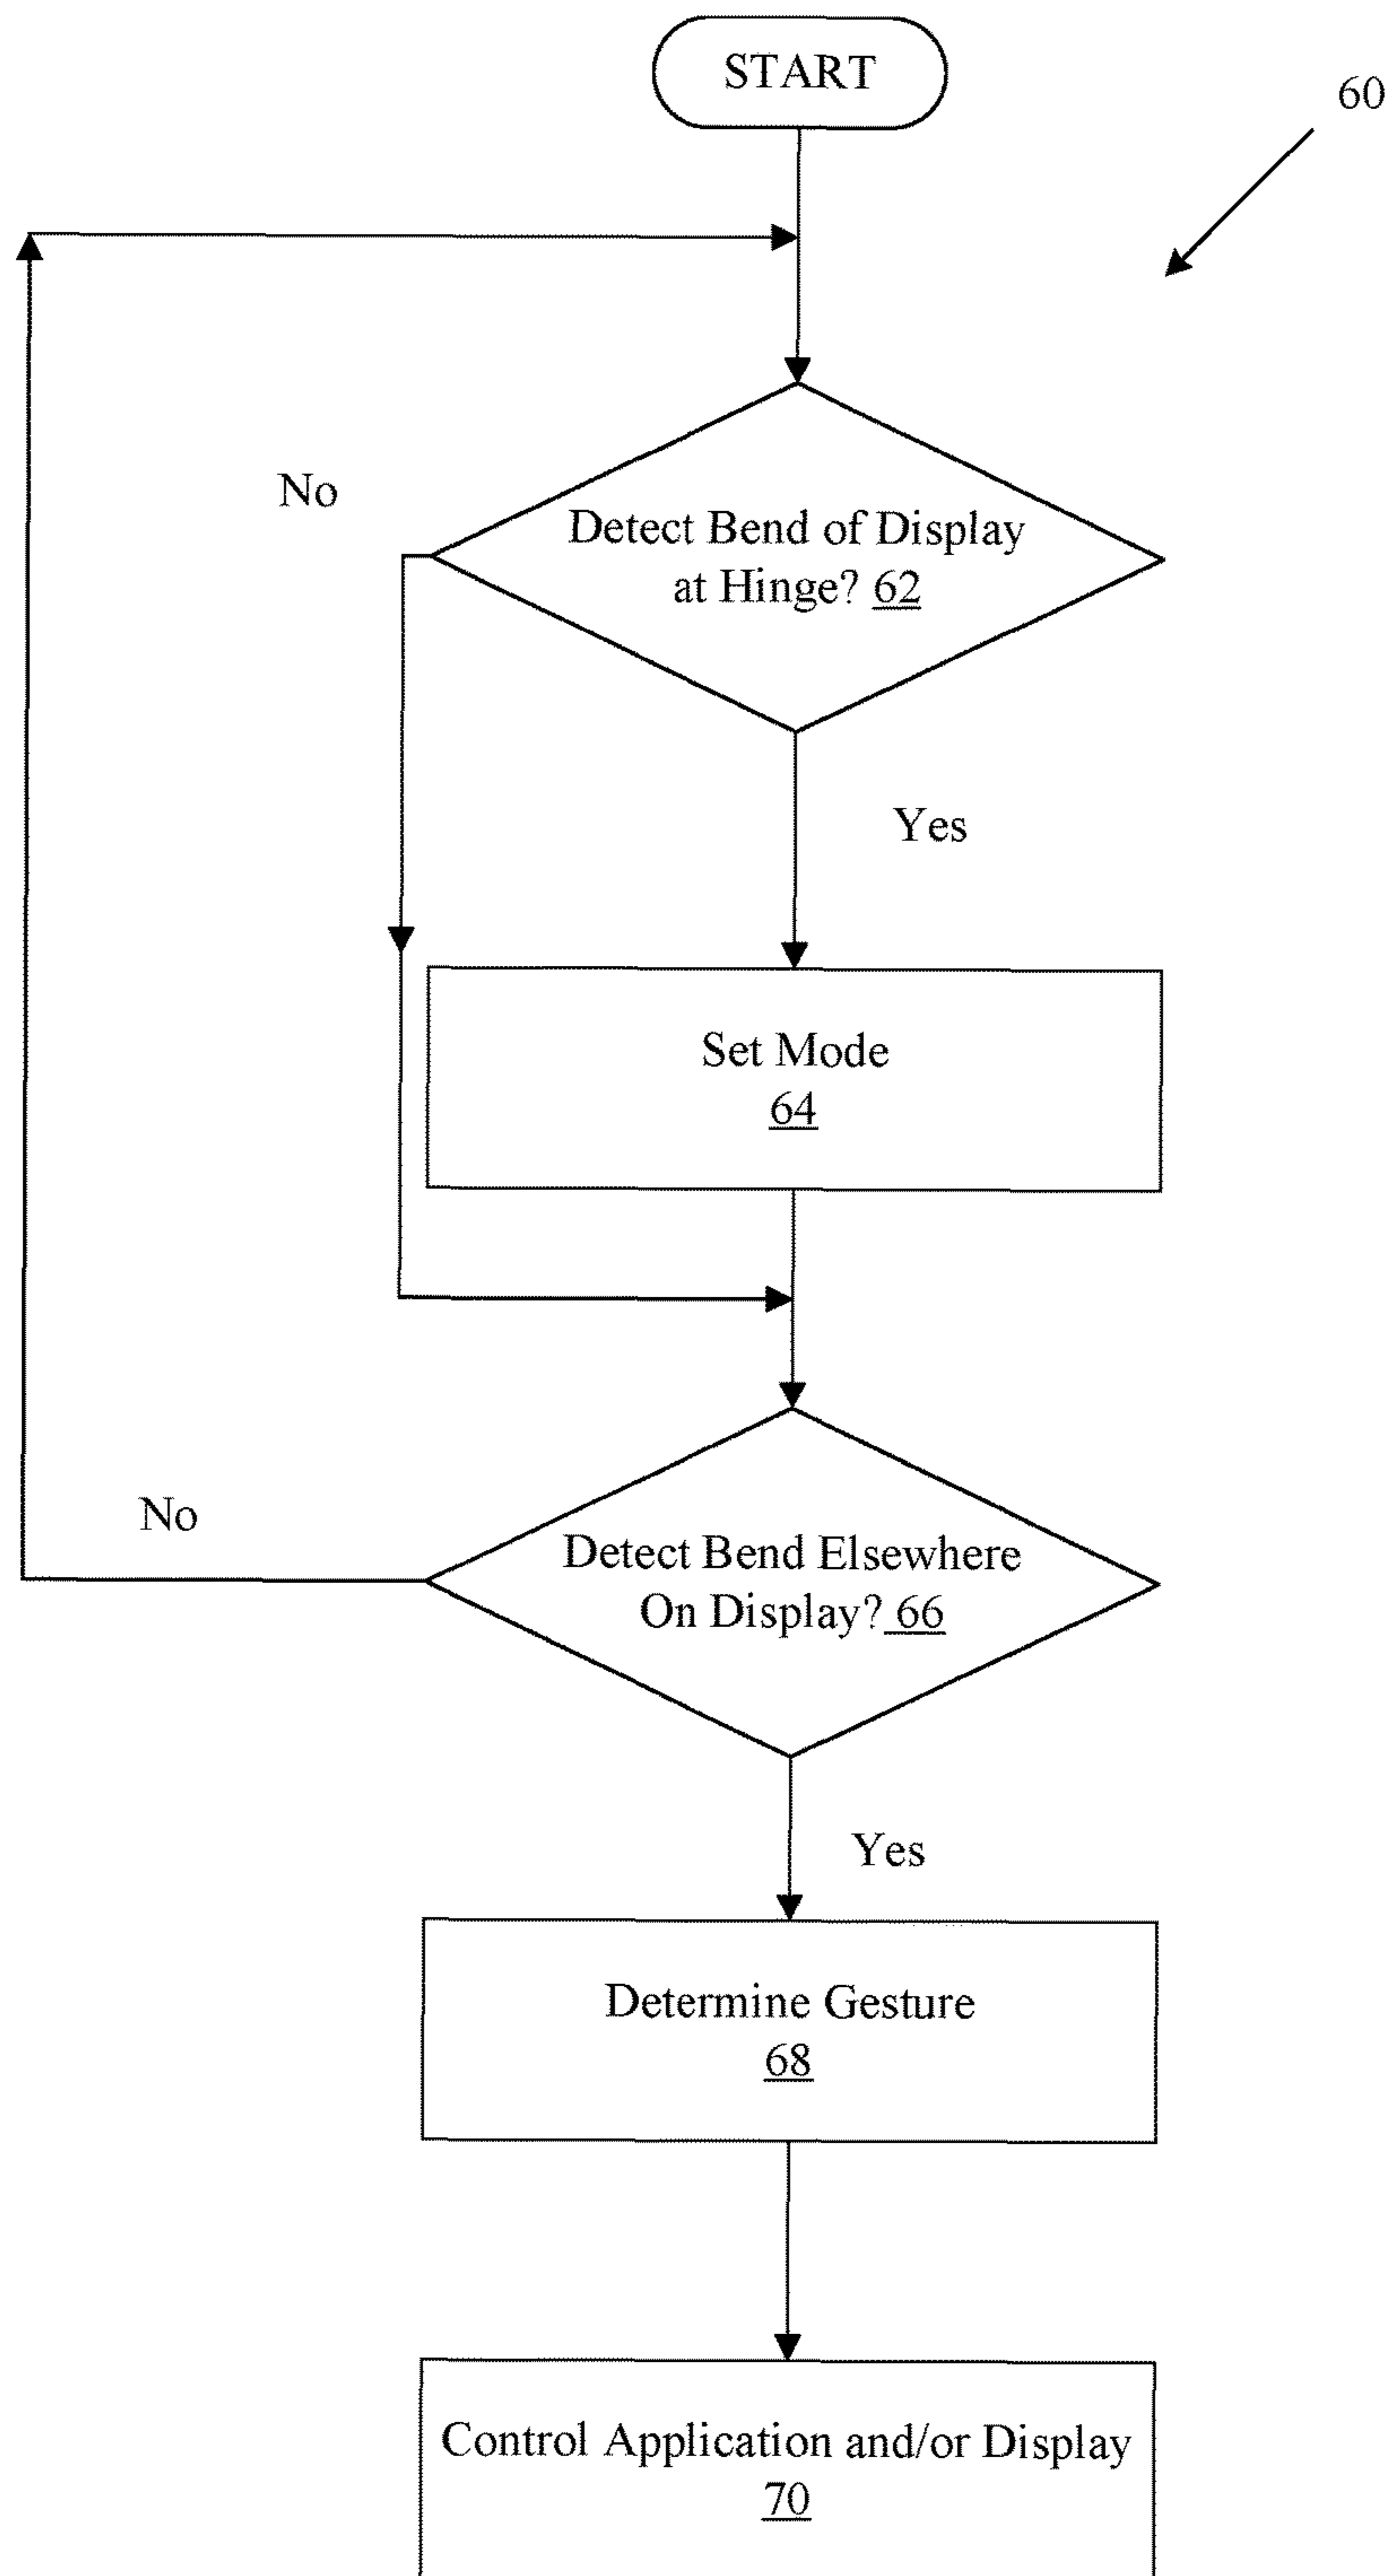 START
60
No
Detect Bend of Display
at Hinge? 62
Yes
Set Mode
64
No
Detect Bend Elsewhere
On Display? 66
Yes
Determine Gesture
68
Control Application and/or Display
70